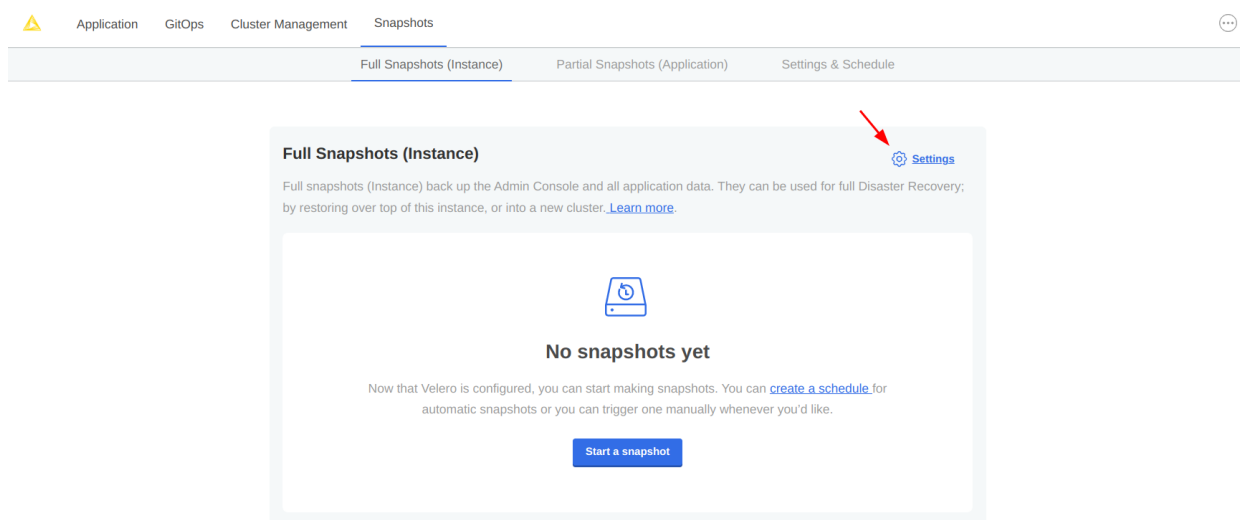 Application GitOps Cluster Management Snapshots
Full Snapshots (Instance) Partial Snapshots (Application) Settings & Schedule
Full Snapshots (Instance)
Settings
Full snapshots (Instance) back up the Admin Console and all application data. They can be used for full Disaster Recovery;
by restoring over top of this instance, or into a new cluster. Learn more.
No snapshots yet
Now that Velero is configured, you can start making snapshots. You can create a schedule for
automatic snapshots or you can trigger one manually whenever you'd like.
Start a snapshot